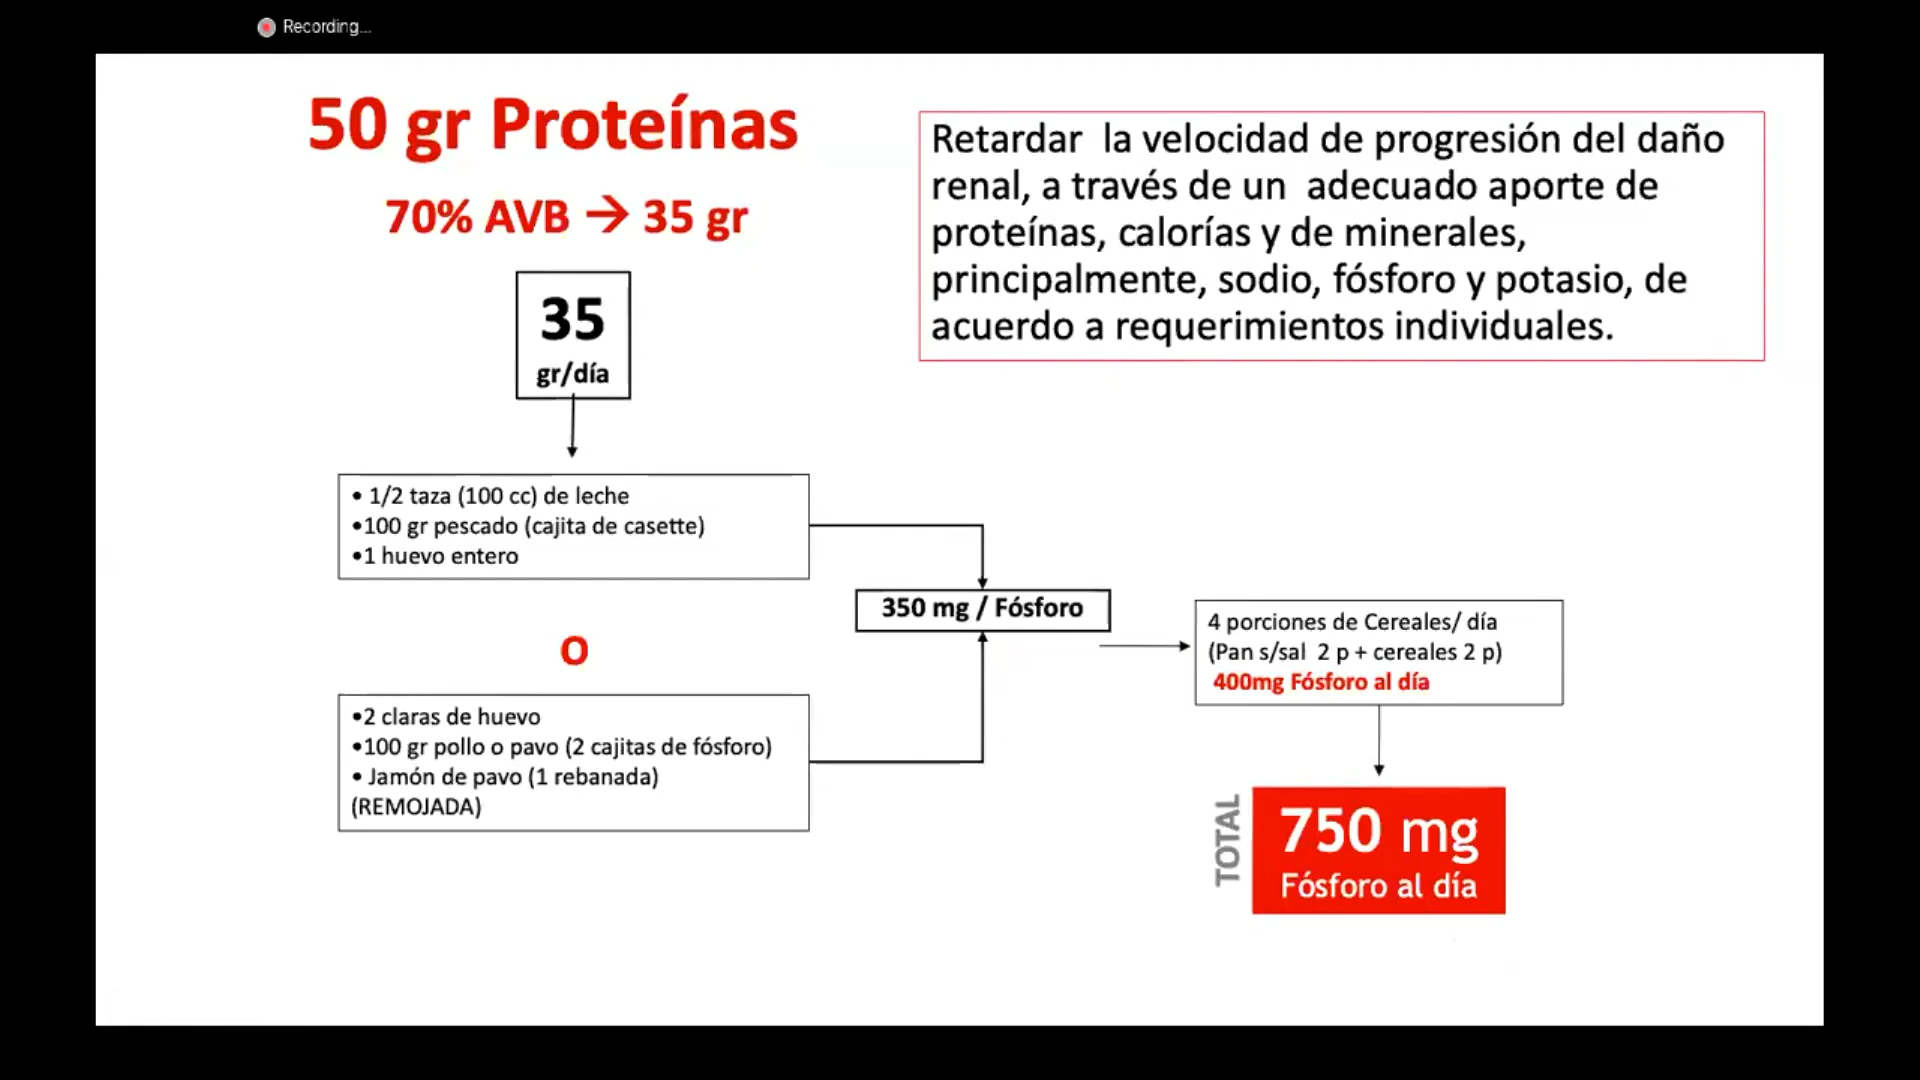 Recording...
50 gr Proteínas
70% AVB → 35 gr
35
gr/día
Retardar la velocidad de progresión del daño
renal, a través de un adecuado aporte de
proteínas, calorías y de minerales,
principalmente, sodio, fósforo y potasio, de
acuerdo a requerimientos individuales.
• 1/2 taza (100 cc) de leche
•100 gr pescado (cajita de casette)
•1 huevo entero
O
•2 claras de huevo
•100 gr pollo o pavo (2 cajitas de fósforo)
• Jamón de pavo (1 rebanada)
(REMOJADA)
350 mg / Fósforo
4 porciones de Cereales/ día
(Pan s/sal 2 p + cereales 2 p)
400mg Fósforo al día
TOTAL
750 mg
Fósforo al día